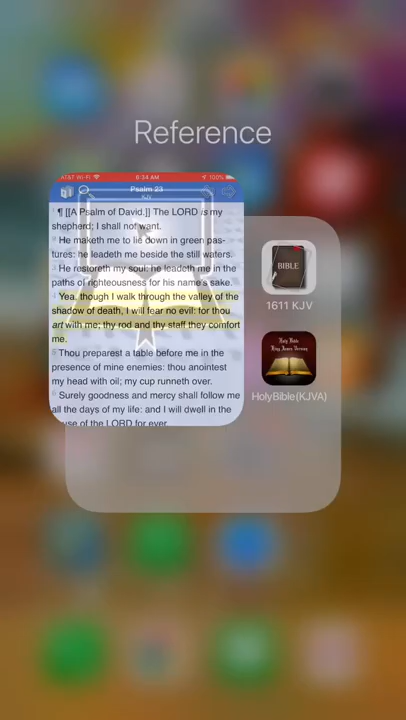 Reference
AT&T Wi-Fi 6:34 AM 100%
Psalm 23
KJV
¶ [[A Psalm of David.]] The LORD is my
shepherd; I shall not want.
He maketh me to lie down in green pas-
tures: he leadeth me beside the still waters.
He restoreth my soul: he leadeth me in the
paths of righteousness for his name's sake.
Yea, though I walk through the valley of the
shadow of death, I will fear no evil: for thou
art with me; thy rod and thy staff they comfort
me.
Thou preparest a table before me in the
presence of mine enemies: thou anointest
my head with oil; my cup runneth over.
Surely goodness and mercy shall follow me
all the days of my life: and I will dwell in the
use of the LORD for ever.
BIBLE
1611 KJV
Holy Bible
King James Version
HolyBible(KJVA)